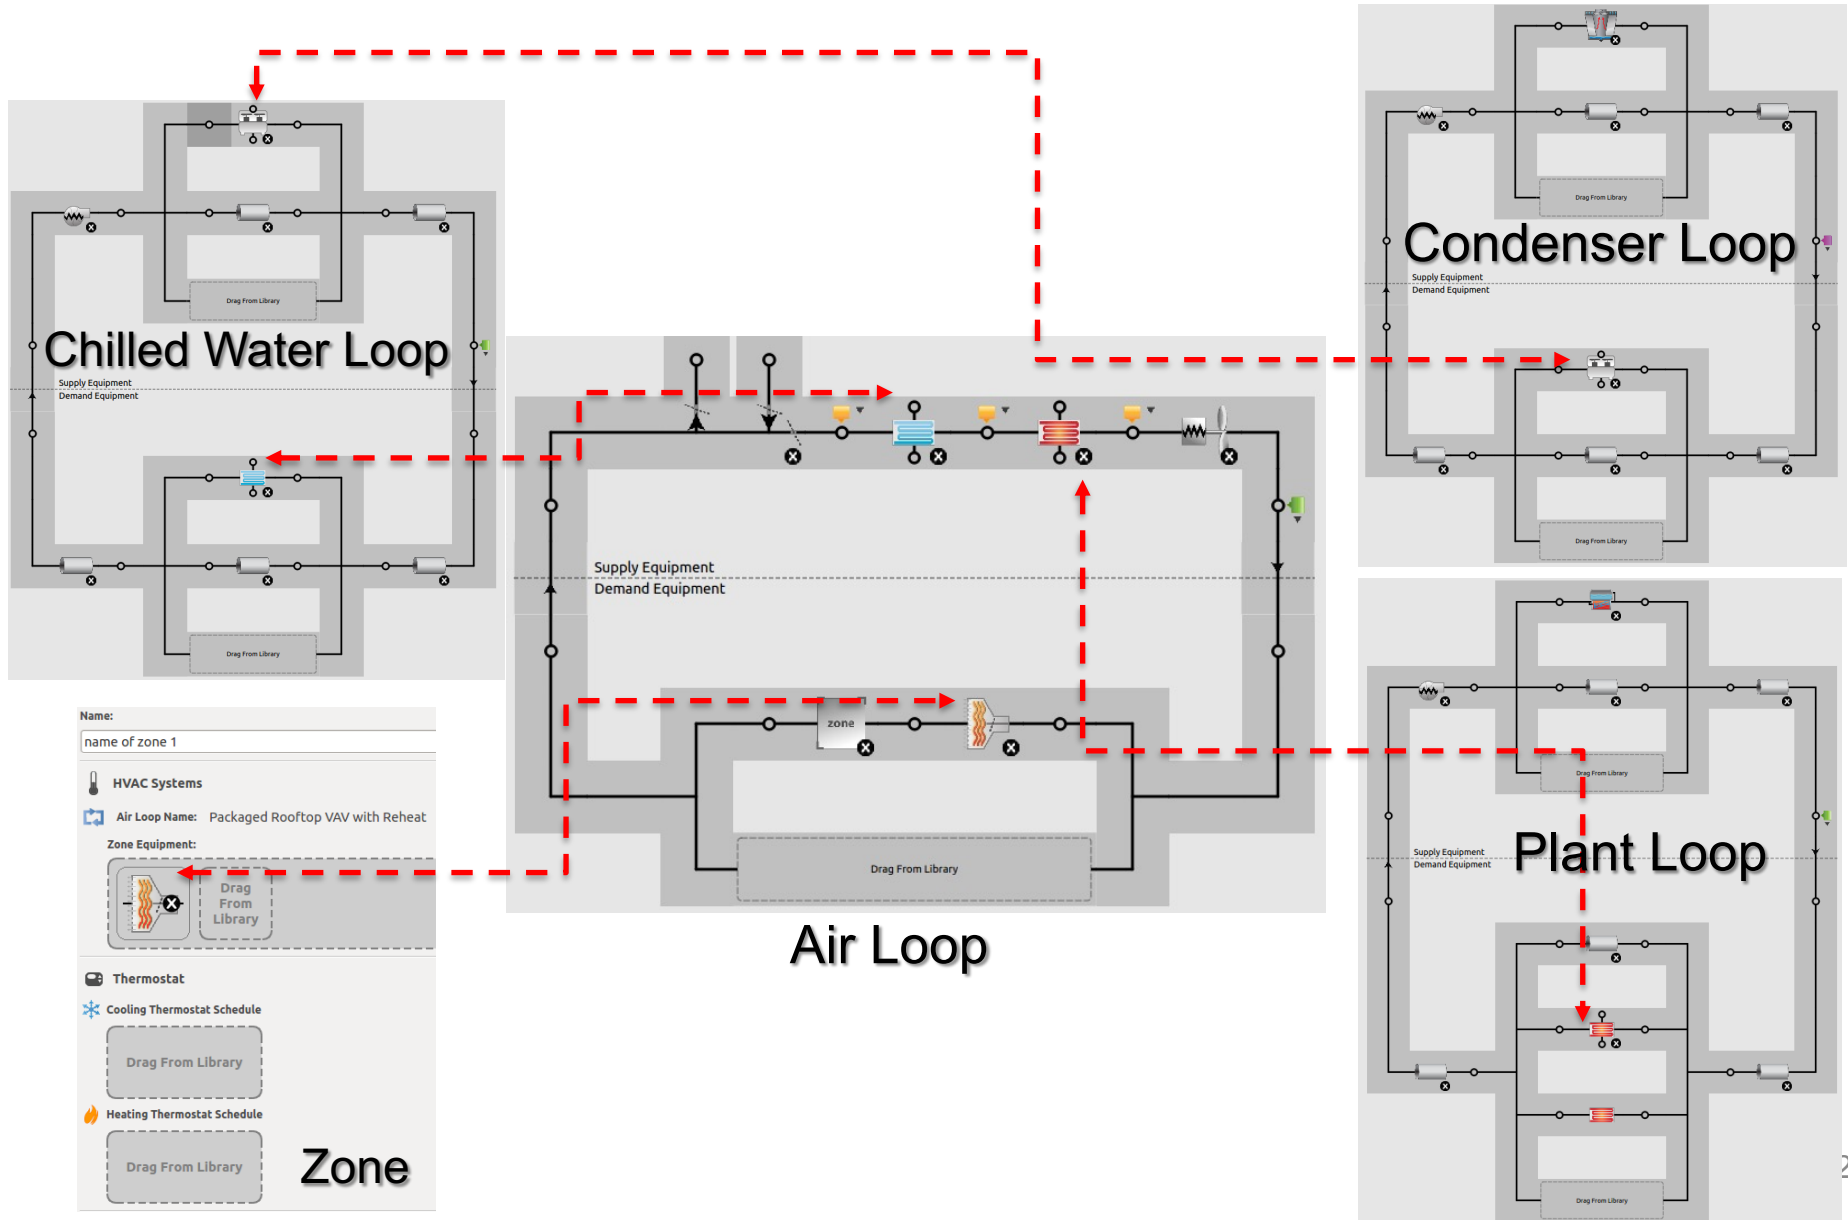 Drag From Library
Chilled Water Loop
Supply Equipment
Demand Equipment
Drag From Library
Drag From Library
Condenser Loop
Supply Equipment
Demand Equipment
Drag From Library
Supply Equipment
Demand Equipment
zone
Drag From Library
Air Loop
Name:
name of zone 1
HVAC Systems
Air Loop Name: Packaged Rooftop VAV with Reheat
Zone Equipment:
Drag
From
Library
Thermostat
Cooling Thermostat Schedule
Drag From Library
Heating Thermostat Schedule
Drag From Library
Zone
Drag From Library
Plant Loop
Supply Equipment
Demand Equipment
Drag From Library
2